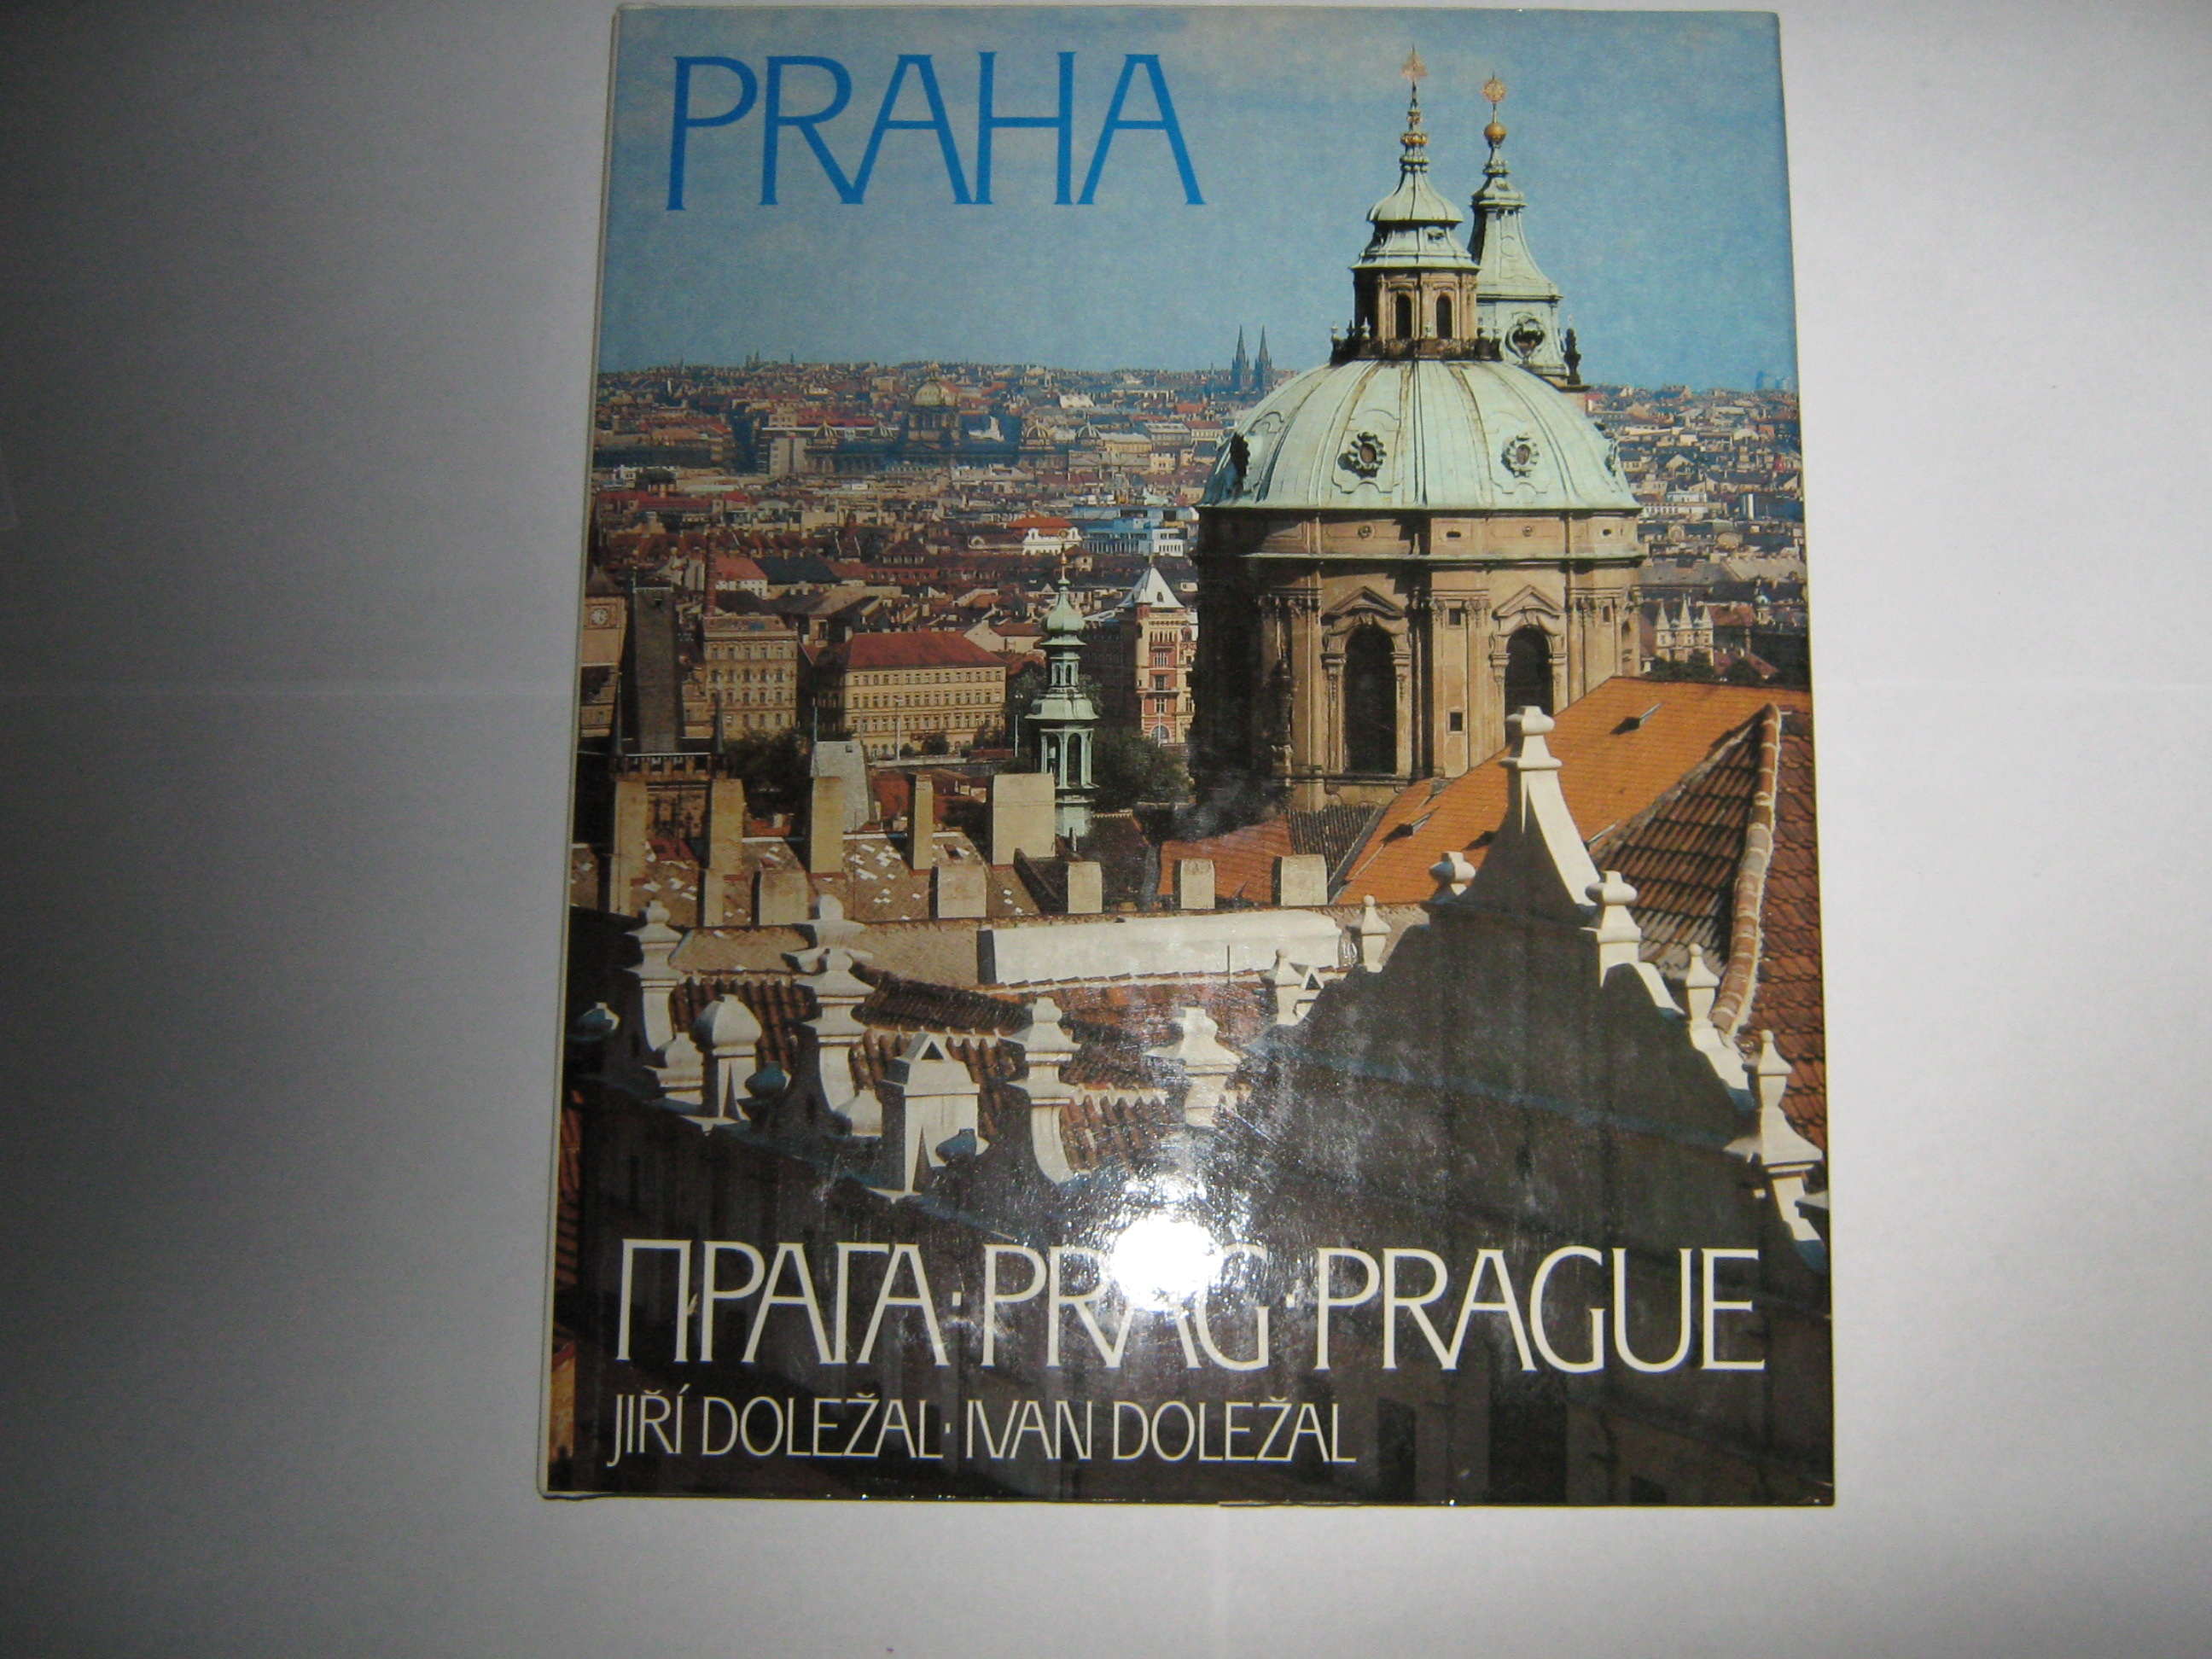 PRAHA
ПРАГА · PRAG · PRAGUE
JIŘÍ DOLEŽAL · IVAN DOLEŽAL